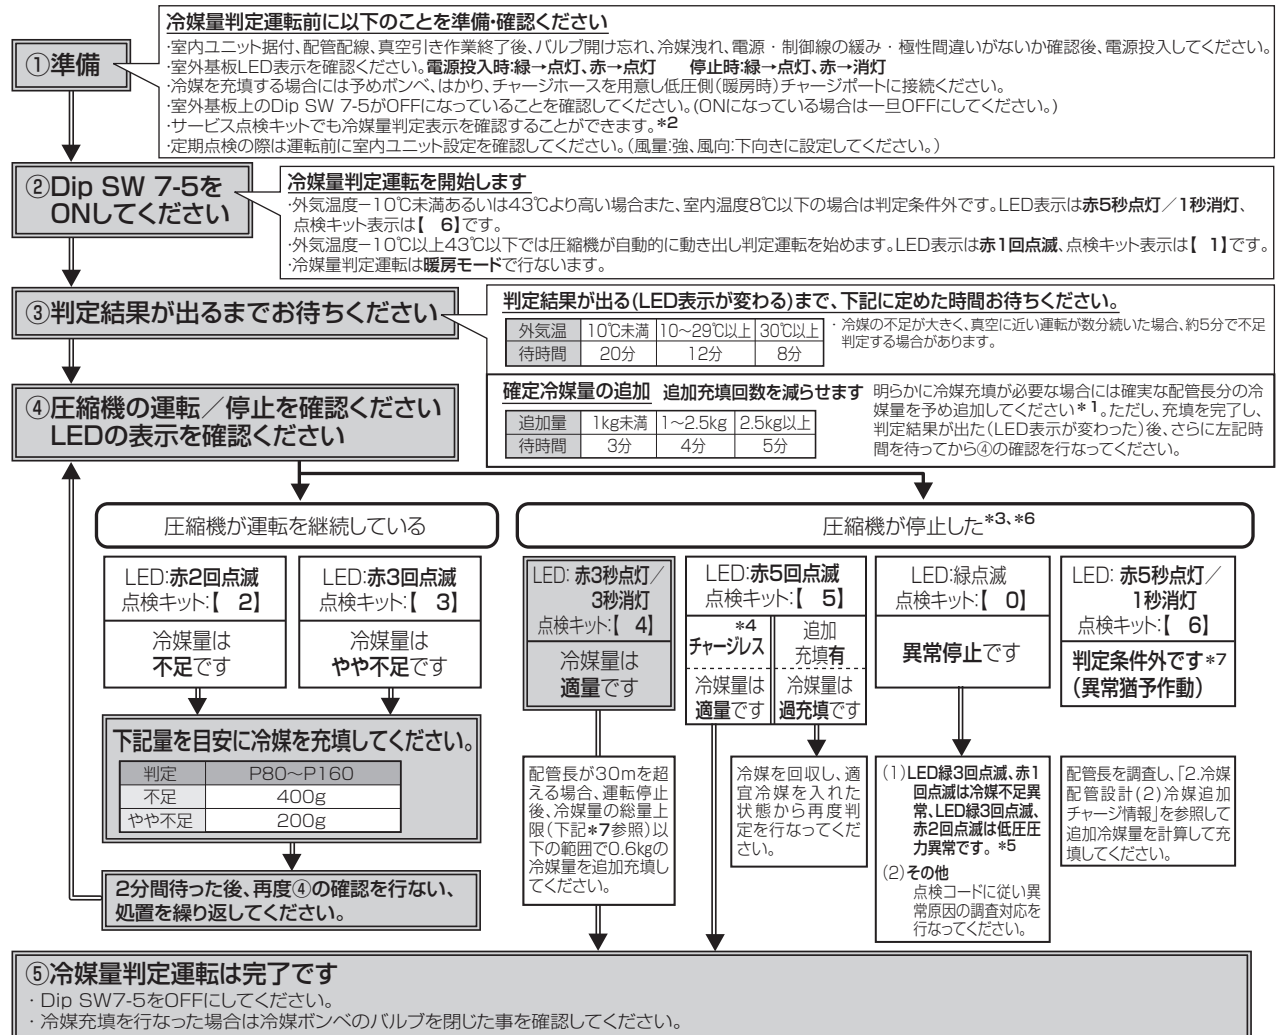 ①準備
冷媒量判定運転前に以下のことを準備・確認ください
・室内ユニット据付、配管配線、真空引き作業終了後、バルブ開け忘れ、冷媒洩れ、電源・制御線の緩み・極性間違いがないか確認後、電源投入してください。
・室外基板LED表示を確認ください。電源投入時:緑→点灯、赤→点灯　　停止時:緑→点灯、赤→消灯
・冷媒を充填する場合には予めボンベ、はかり、チャージホースを用意し低圧側(暖房時)チャージポートに接続ください。
・室外基板上のDip SW 7-5がOFFになっていることを確認してください。(ONになっている場合は一旦OFFにしてください。)
・サービス点検キットでも冷媒量判定表示を確認することができます。*2
・定期点検の際は運転前に室内ユニット設定を確認してください。(風量:強、風向:下向きに設定してください。)
②Dip SW 7-5を
ONしてください
冷媒量判定運転を開始します
・外気温度−10℃未満あるいは43℃より高い場合また、室内温度8℃以下の場合は判定条件外です。LED表示は赤5秒点灯／1秒消灯、
点検キット表示は【　6】です。
・外気温度−10℃以上43℃以下では圧縮機が自動的に動き出し判定運転を始めます。LED表示は赤1回点滅、点検キット表示は【　1】です。
・冷媒量判定運転は暖房モードで行ないます。
③判定結果が出るまでお待ちください
判定結果が出る(LED表示が変わる)まで、下記に定めた時間お待ちください。
外気温 10℃未満 10〜29℃以上 30℃以上
待時間 20分 12分 8分
・冷媒の不足が大きく、真空に近い運転が数分続いた場合、約5分で不足
判定する場合があります。
④圧縮機の運転／停止を確認ください
LEDの表示を確認ください
確定冷媒量の追加　追加充填回数を減らせます
追加量 1kg未満 1〜2.5kg 2.5kg以上
待時間 3分 4分 5分
明らかに冷媒充填が必要な場合には確実な配管長分の冷
媒量を予め追加してください*1。ただし、充填を完了し、
判定結果が出た(LED表示が変わった)後、さらに左記時
間を待ってから④の確認を行なってください。
圧縮機が運転を継続している
圧縮機が停止した*3、*6
LED:赤2回点滅
点検キット:【　2】
冷媒量は
不足です
LED:赤3回点滅
点検キット:【　3】
冷媒量は
やや不足です
LED: 赤3秒点灯／
3秒消灯
点検キット:【　4】
冷媒量は
適量です
LED:赤5回点滅
点検キット:【　5】
*4
チャージレス
冷媒量は
適量です
追加
充填有
冷媒量は
過充填です
LED:緑点滅
点検キット:【　0】
異常停止です
LED: 赤5秒点灯／
1秒消灯
点検キット:【　6】
判定条件外です*7
(異常猶予作動)
下記量を目安に冷媒を充填してください。
判定 P80〜P160
不足 400g
やや不足 200g
2分間待った後、再度④の確認を行ない、
処置を繰り返してください。
配管長が30mを超
える場合、運転停止
後、冷媒量の総量上
限(下記*7参照)以
下の範囲で0.6kgの
冷媒量を追加充填し
てください。
冷媒を回収し、適
宜冷媒を入れた
状態から再度判
定を行なってくだ
さい。
(1)LED緑3回点滅、赤1
回点滅は冷媒不足異
常、LED緑3回点滅、
赤2回点滅は低圧圧
力異常です。*5
(2)その他
点検コードに従い異
常原因の調査対応を
行なってください。
配管長を調査し、「2.冷媒
配管設計(2)冷媒追加
チャージ情報」を参照して
追加冷媒量を計算して充
填してください。
⑤冷媒量判定運転は完了です
・Dip SW7-5をOFFにしてください。
・冷媒充填を行なった場合は冷媒ボンベのバルブを閉じた事を確認してください。